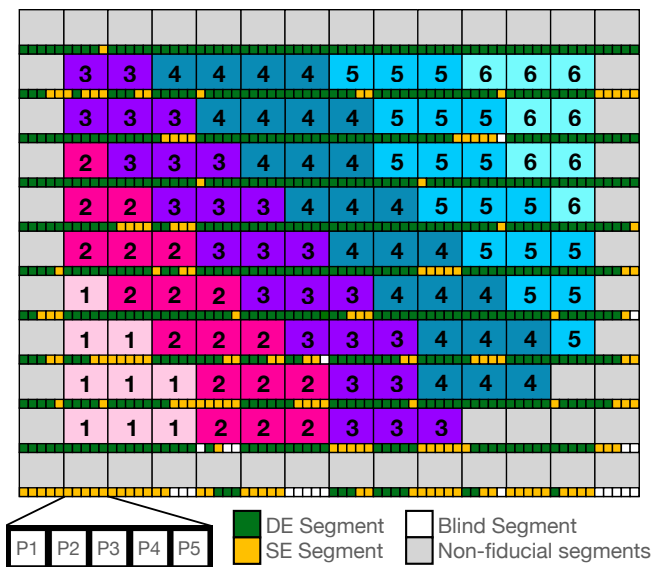 3 3 4 4 4 4 5 5 5 6 6 6
3 3 3 4 4 4 4 5 5 5 6 6
2 3 3 3 4 4 4 5 5 5 6 6
2 2 3 3 3 4 4 4 5 5 5 6
2 2 2 3 3 3 4 4 4 5 5 5
1 2 2 2 3 3 3 4 4 4 5 5
1 1 2 2 2 3 3 3 4 4 4 5
1 1 1 2 2 2 3 3 4 4 4
1 1 1 2 2 2 3 3 3
P1 P2 P3 P4 P5
DE Segment Blind Segment
SE Segment Non-fiducial segments